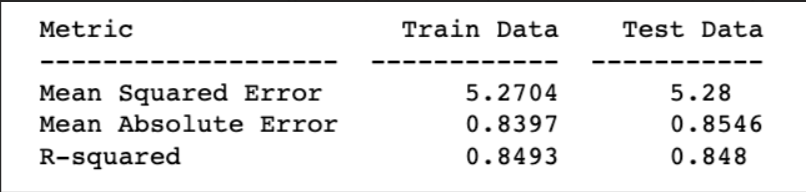 Metric Train Data Test Data
------------------- ------------ -----------
Mean Squared Error 5.2704 5.28
Mean Absolute Error 0.8397 0.8546
R-squared 0.8493 0.848